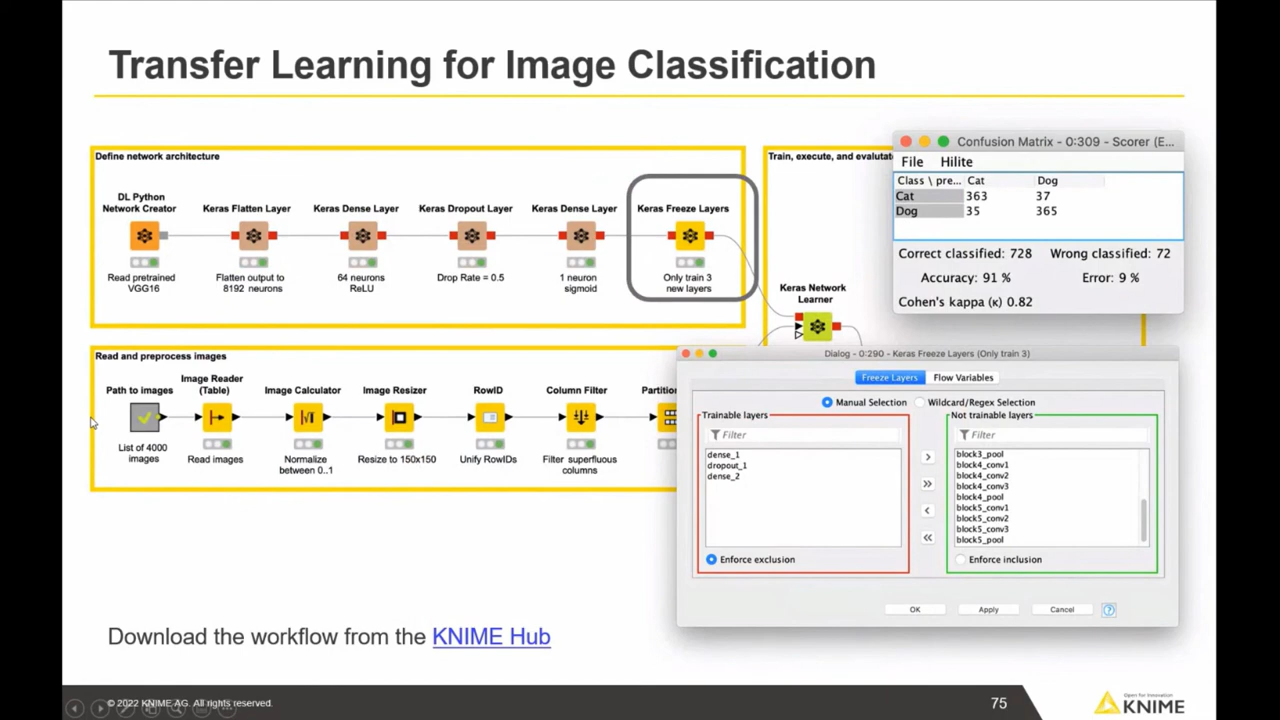 Transfer Learning for Image Classification
Define network architecture
DL Python
Network Creator
Read pretrained
VGG16
Keras Flatten Layer
Flatten output to
8192 neurons
Keras Dense Layer
64 neurons
ReLU
Keras Dropout Layer
Drop Rate = 0.5
Keras Dense Layer
1 neuron
sigmoid
Keras Freeze Layers
Only train 3
new layers
Train, execute, and evalutat
Keras Network
Learner
Confusion Matrix - 0:309 - Scorer (E...
File Hilite
Class \ pre... Cat Dog
Cat 363 37
Dog 35 365
Correct classified: 728 Wrong classified: 72
Accuracy: 91 % Error: 9 %
Cohen's kappa (κ) 0.82
Read and preprocess images
Path to images
List of 4000
images
Image Reader
(Table)
Read images
Image Calculator
Normalize
between 0..1
Image Resizer
Resize to 150x150
RowID
Unify RowIDs
Column Filter
Filter superfluous
columns
Partition
Dialog - 0:290 - Keras Freeze Layers (Only train 3)
Freeze Layers Flow Variables
Manual Selection Wildcard/Regex Selection
Trainable layers
Filter
dense_1
dropout_1
dense_2
Enforce exclusion
>
>>
<
<<
Not trainable layers
Filter
block3_pool
block4_conv1
block4_conv2
block4_conv3
block4_pool
block5_conv1
block5_conv2
block5_conv3
block5_pool
Enforce inclusion
OK Apply Cancel ?
Download the workflow from the KNIME Hub
© 2022 KNIME AG. All rights reserved.
75
Open for Innovation
KNIME